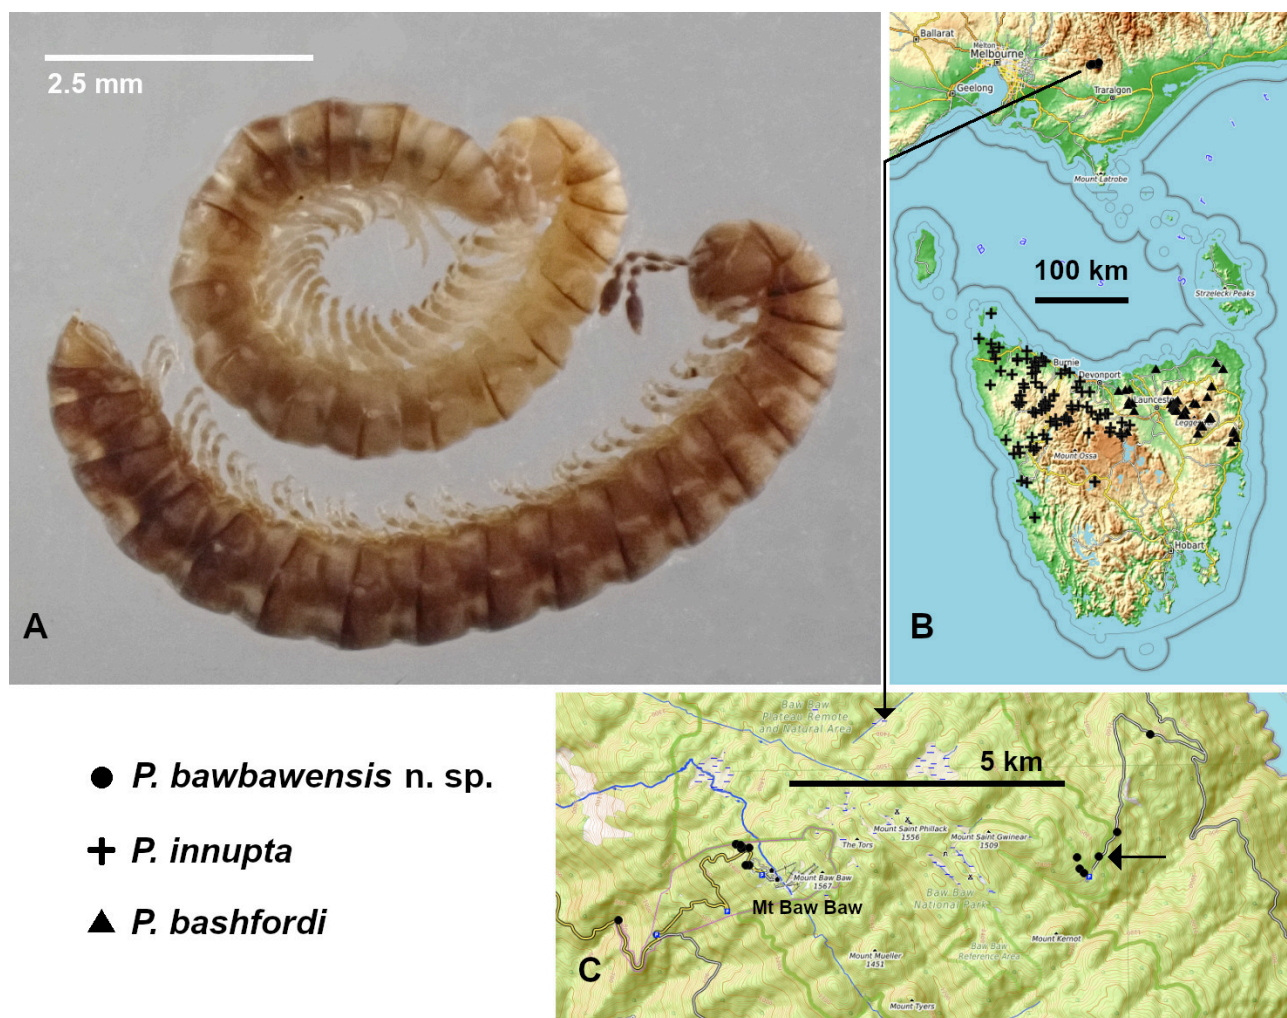 2.5 mm
A
Ballarat
Melton
Melbourne
Geelong
Traralgon
Mount Latrobe
B a s s S t r a i t
100 km
Strzelecki Peaks
Burnie
Devonport
Launceston
Legges
Mount Ossa
Hobart
B
P. bawbawensis n. sp.
P. innupta
P. bashfordi
Baw Baw
Plateau Remote
and Natural Area
5 km
Mount Saint Phillack
1556
Mount Saint Gwinear
1509
The Tors
Mount Baw Baw
1567
Mt Baw Baw
Baw Baw
National Park
Mount Kernot
Baw Baw
Reference Area
Mount Mueller
1451
Mount Tyers
C